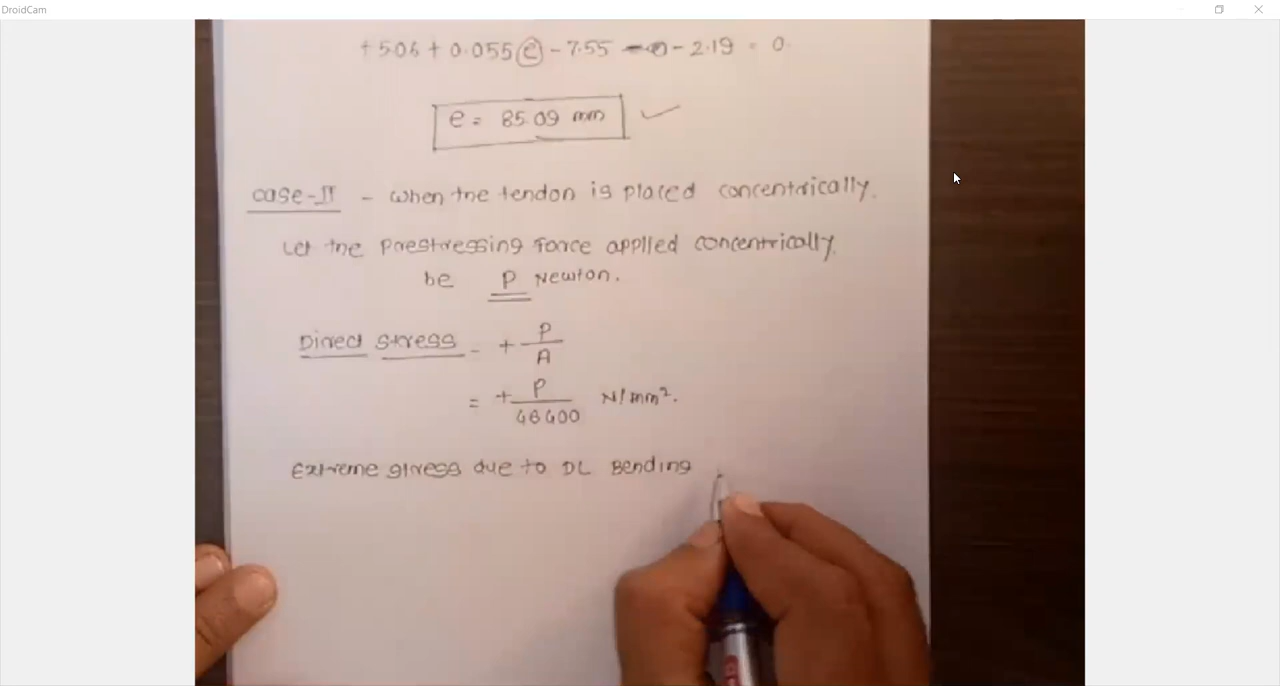 DroidCam
+ 5.06 + 0.055 e - 7.55 - 2.19 = 0.
e = 85.09 mm
case-II - when the tendon is placed concentrically.
Let the Prestressing force applied concentrically
be P Newton.
Direct stress = + P/A
= + P/46400 N/mm².
Extreme stress due to DL Bending